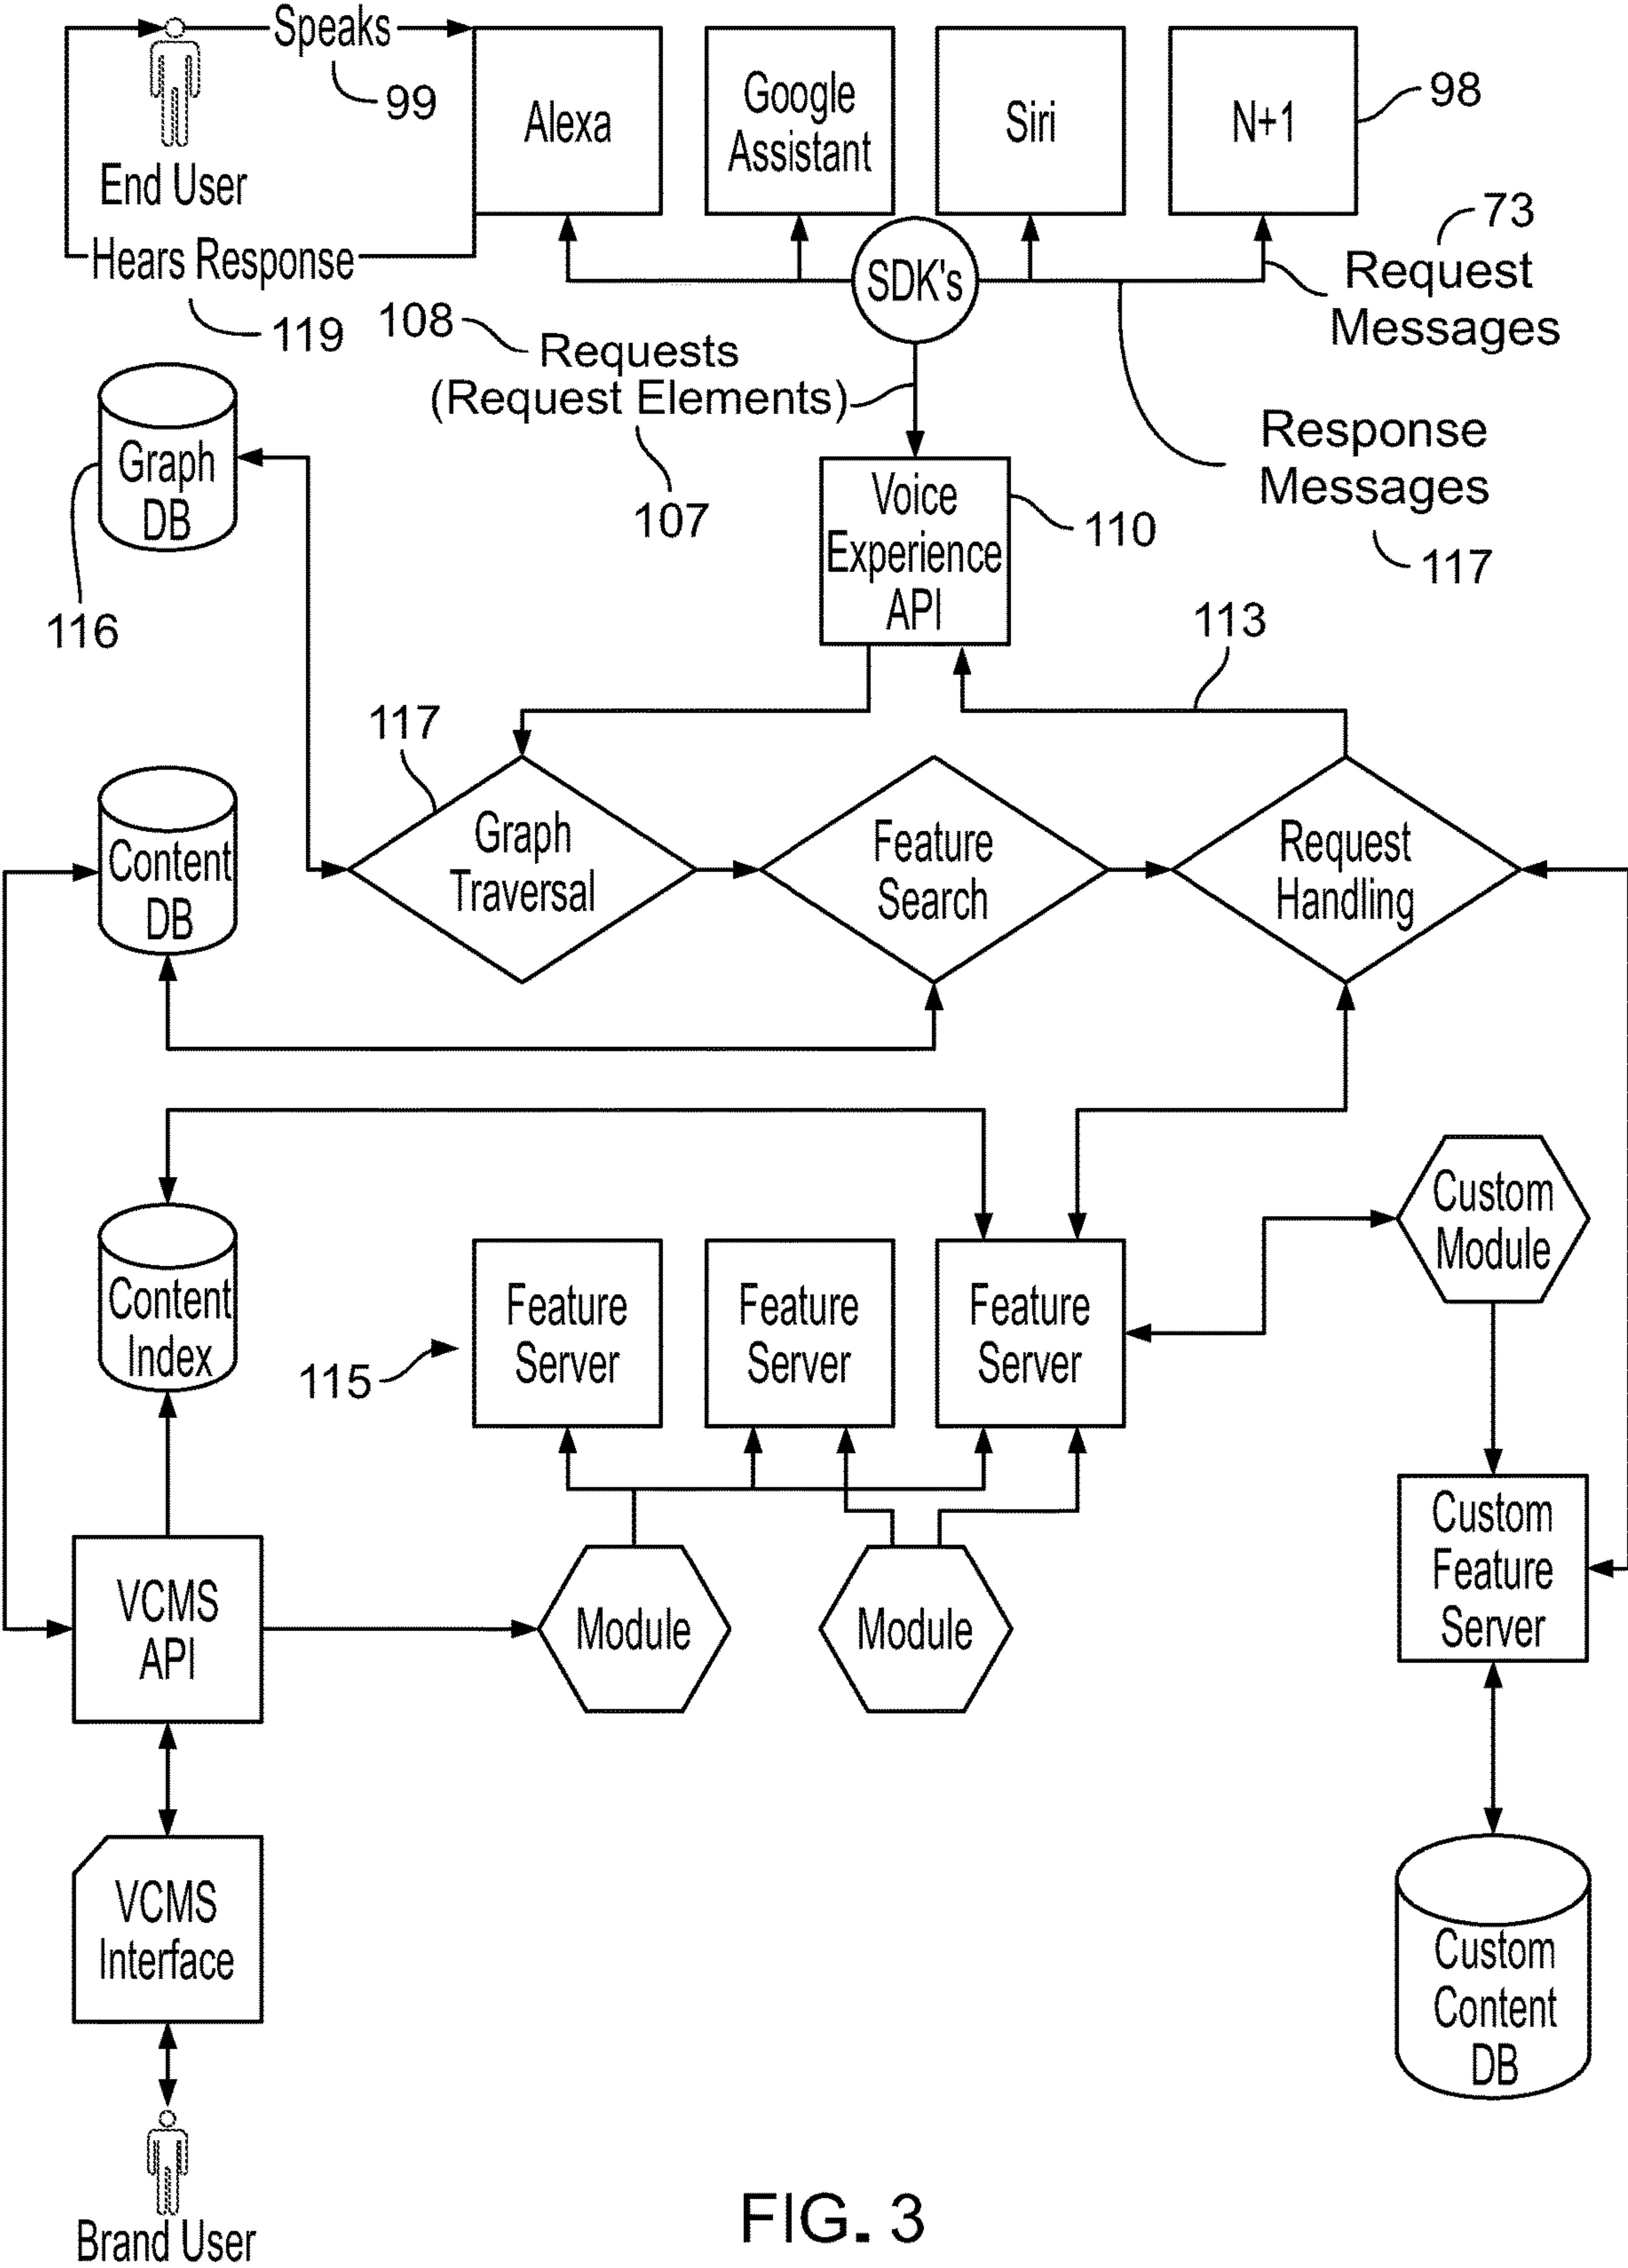 Speaks
99
End User
Hears Response
119
Alexa
Google
Assistant
Siri
N+1
98
SDK's
73
Request
Messages
108
Requests
(Request Elements)
107
Response
Messages
117
Graph
DB
116
Voice
Experience
API
110
113
117
Graph
Traversal
Feature
Search
Request
Handling
Content
DB
Content
Index
115
Feature
Server
Feature
Server
Feature
Server
Custom
Module
Custom
Feature
Server
VCMS
API
Module
Module
VCMS
Interface
Custom
Content
DB
Brand User
FIG. 3